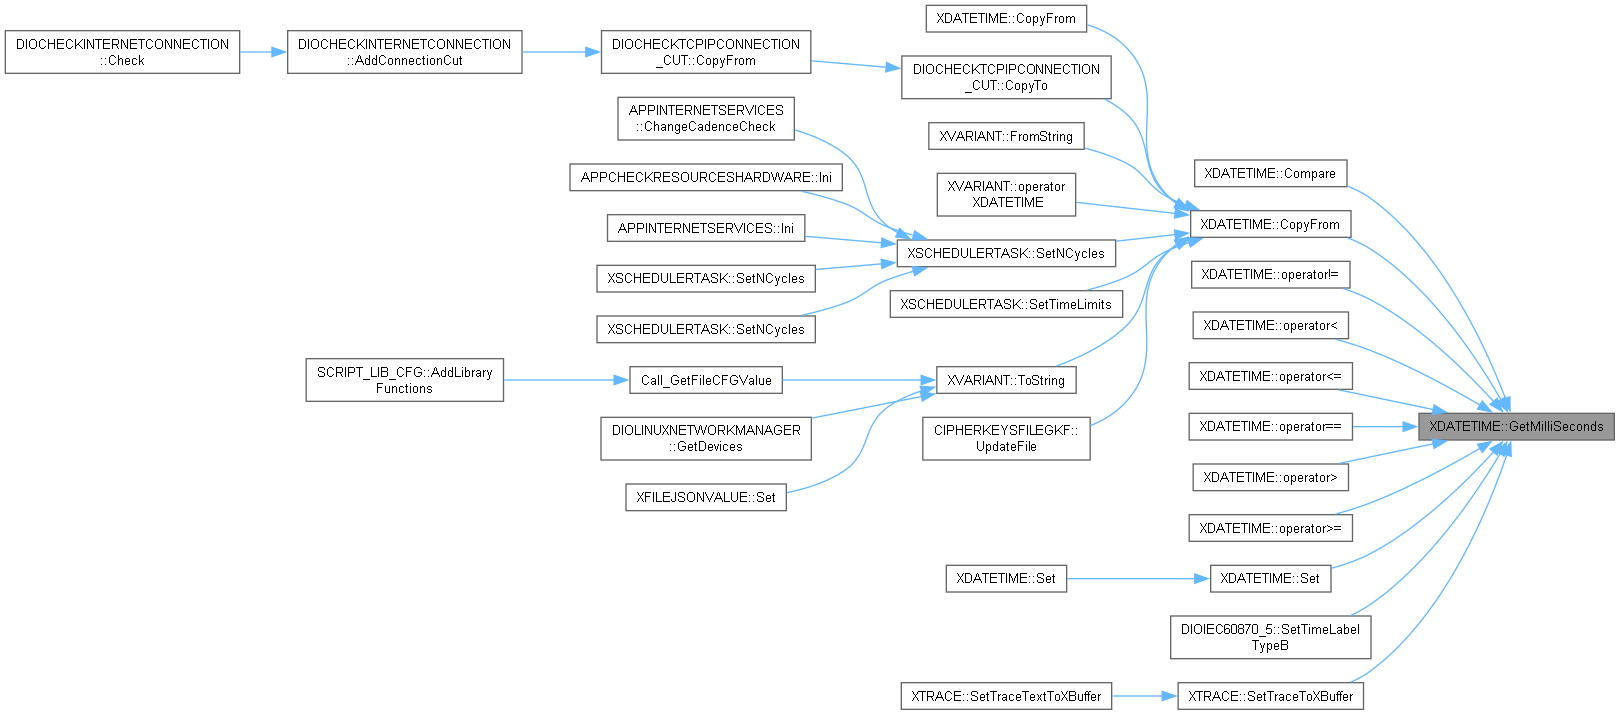 DIOCHECKINTERNETCONNECTION
::Check
DIOCHECKINTERNETCONNECTION
::AddConnectionCut
DIOCHECKTCPIPCONNECTION
_CUT::CopyFrom
DIOCHECKTCPIPCONNECTION
_CUT::CopyTo
XDATETIME::CopyFrom
APPINTERNETSERVICES
::ChangeCadenceCheck
APPCHECKRESOURCESHARDWARE::Ini
APPINTERNETSERVICES::Ini
XSCHEDULERTASK::SetNCycles
XSCHEDULERTASK::SetNCycles
XVARIANT::FromString
XVARIANT::operator
XDATETIME
XSCHEDULERTASK::SetNCycles
XSCHEDULERTASK::SetTimeLimits
SCRIPT_LIB_CFG::AddLibrary
Functions
Call_GetFileCFGValue
DIOLINUXNETWORKMANAGER
::GetDevices
XFILEJSONVALUE::Set
XVARIANT::ToString
CIPHERKEYSFILEGKF::
UpdateFile
XDATETIME::Compare
XDATETIME::CopyFrom
XDATETIME::operator!=
XDATETIME::operator<
XDATETIME::operator<=
XDATETIME::operator==
XDATETIME::operator>
XDATETIME::operator>=
XDATETIME::Set
XDATETIME::Set
DIOIEC60870_5::SetTimeLabel
TypeB
XTRACE::SetTraceTextToXBuffer
XTRACE::SetTraceToXBuffer
XDATETIME::GetMilliSeconds